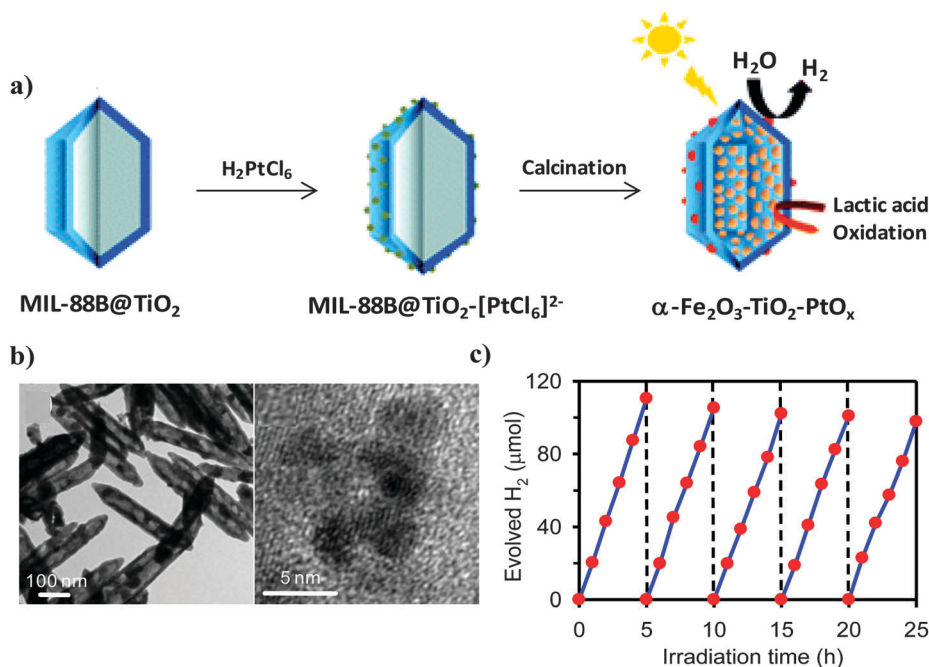 a)
H₂O
H₂
H₂PtCl₆
Calcination
Lactic acid
Oxidation
MIL-88B@TiO₂
MIL-88B@TiO₂-[PtCl₆]²⁻
α-Fe₂O₃-TiO₂-PtOₓ
b)
100 nm
5 nm
c)
Evolved H₂ (μmol)
120
80
40
0
0 5 10 15 20 25
Irradiation time (h)